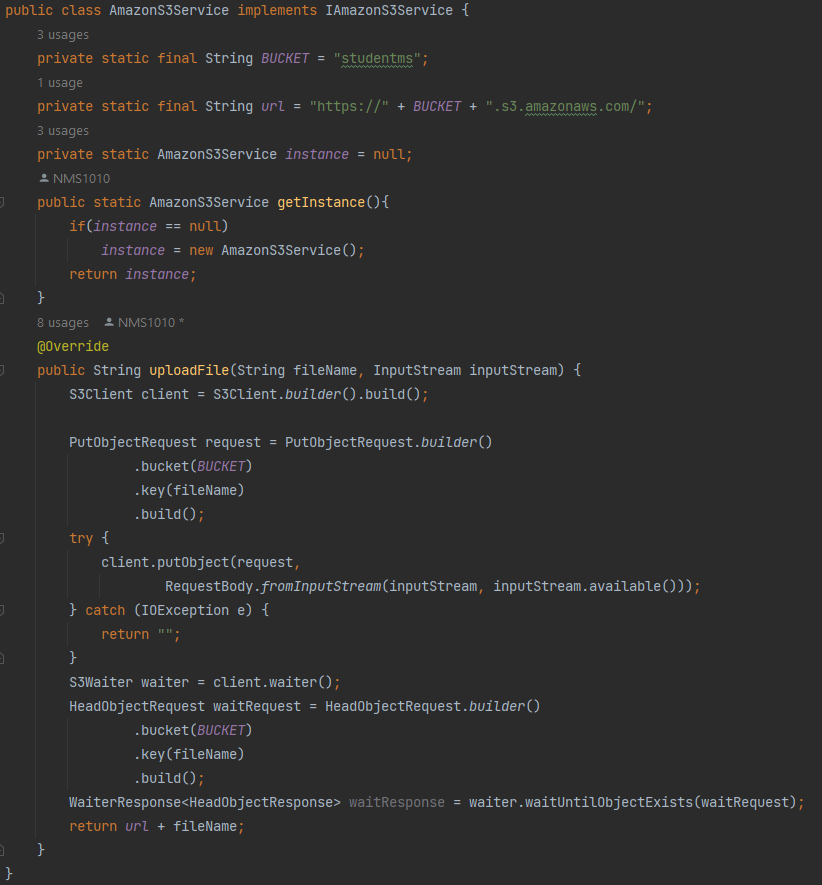 public class AmazonS3Service implements IAmazonS3Service {
3 usages
private static final String BUCKET = "studentms";
1 usage
private static final String url = "https://" + BUCKET + ".s3.amazonaws.com/";
3 usages
private static AmazonS3Service instance = null;
NMS1010
public static AmazonS3Service getInstance(){
if(instance == null)
instance = new AmazonS3Service();
return instance;
}
8 usages NMS1010 *
@Override
public String uploadFile(String fileName, InputStream inputStream) {
S3Client client = S3Client.builder().build();
PutObjectRequest request = PutObjectRequest.builder()
.bucket(BUCKET)
.key(fileName)
.build();
try {
client.putObject(request,
RequestBody.fromInputStream(inputStream, inputStream.available()));
} catch (IOException e) {
return "";
}
S3Waiter waiter = client.waiter();
HeadObjectRequest waitRequest = HeadObjectRequest.builder()
.bucket(BUCKET)
.key(fileName)
.build();
WaiterResponse<HeadObjectResponse> waitResponse = waiter.waitUntilObjectExists(waitRequest);
return url + fileName;
}
}